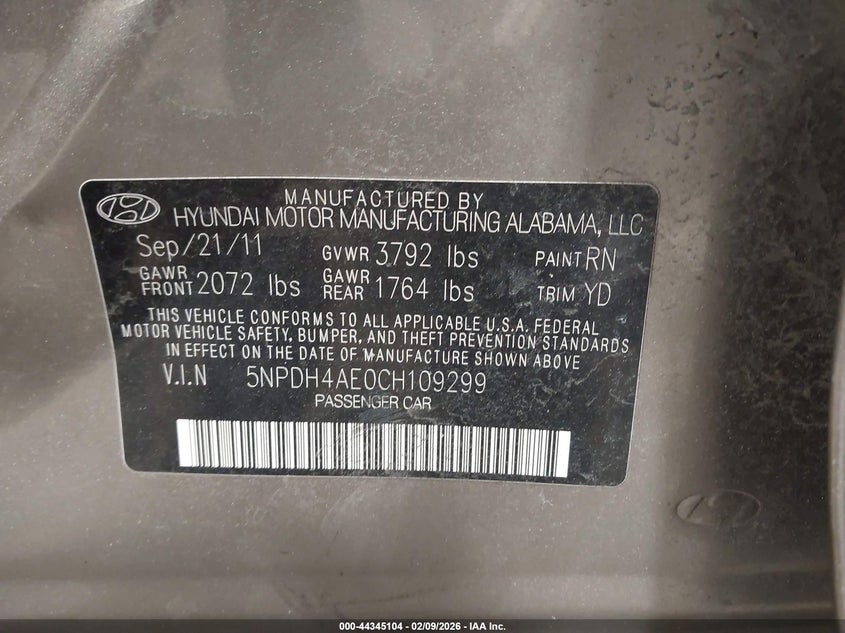 MANUFACTURED BY
HYUNDAI MOTOR MANUFACTURING ALABAMA, LLC
Sep/21/11 GVWR 3792 lbs PAINT RN
GAWR FRONT 2072 lbs GAWR REAR 1764 lbs TRIM YD
THIS VEHICLE CONFORMS TO ALL APPLICABLE U.S.A. FEDERAL
MOTOR VEHICLE SAFETY, BUMPER, AND THEFT PREVENTION STANDARDS
IN EFFECT ON THE DATE OF MANUFACTURE SHOWN ABOVE
V.I.N 5NPDH4AE0CH109299
PASSENGER CAR
000-44345104 - 02/09/2026 - IAA Inc.